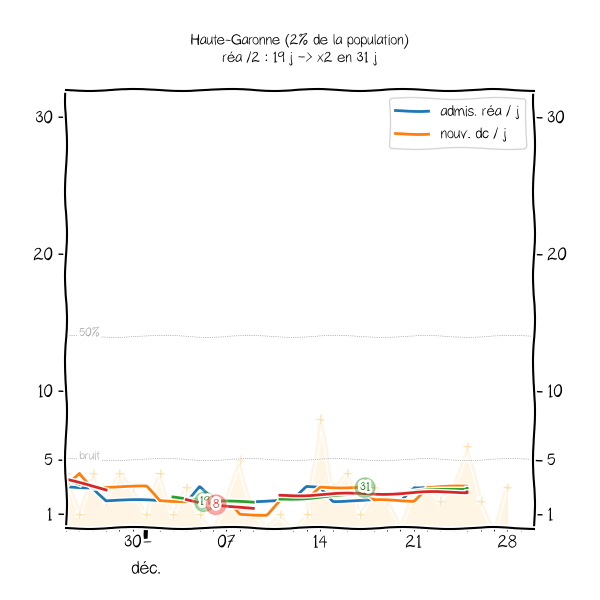 Haute-Garonne (2% de la population)
réa /2 : 19 j -> x2 en 31 j
admis. réa / j
nouv. dc / j
30 30
20 20
50%
10 10
bruit
5 5
31
19 8
1 1
30 07 14 21 28
déc.